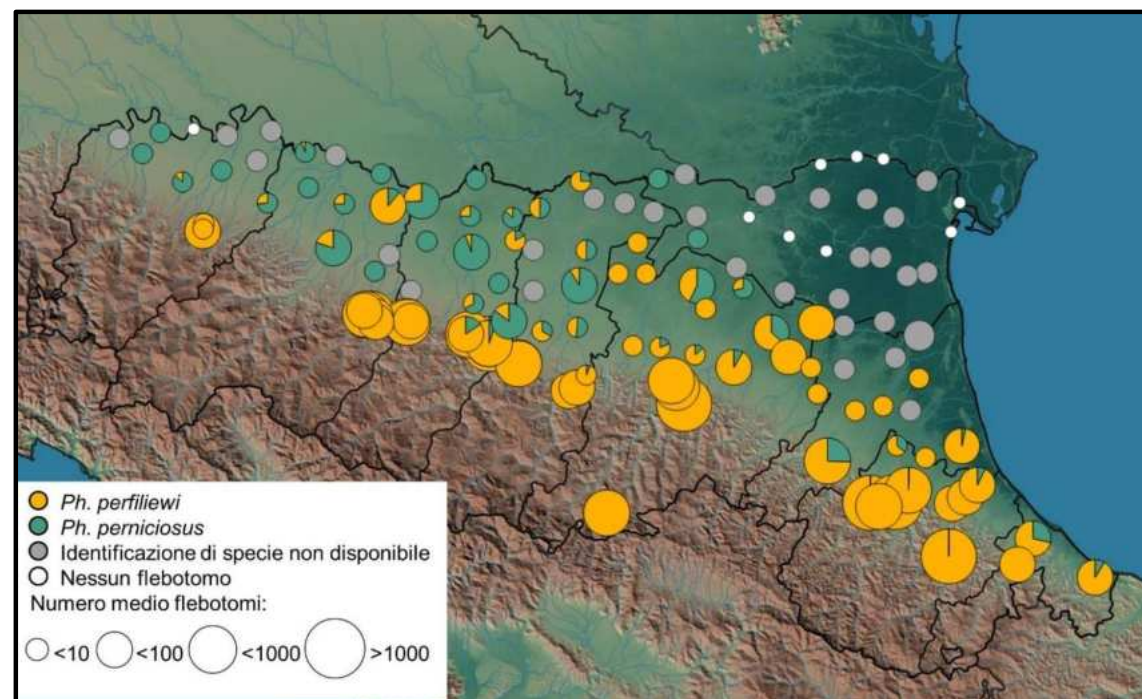 Ph. perfiliewi
Ph. perniciosus
Identificazione di specie non disponibile
Nessun flebotomo
Numero medio flebotomi:
<10 <100 <1000 >1000